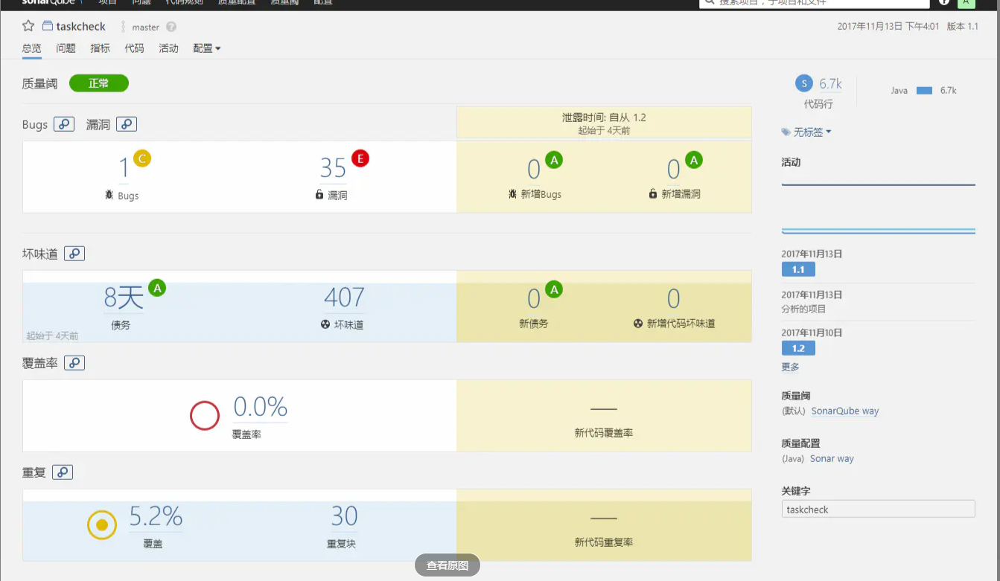 sonarQube 项目 问题 代码规则 质量配置 质量阈 配置 搜索项目，子项目和文件 ? A
taskcheck master ? 2017年11月13日 下午4:01 版本 1.1
总览 问题 指标 代码 活动 配置
质量阈 正常
S 6.7k
代码行
Java 6.7k
无标签
Bugs 漏洞
泄露时间: 自从 1.2
起始于 4天前
1 C
Bugs
35 E
漏洞
0 A
新增Bugs
0 A
新增漏洞
坏味道
8天 A
债务
起始于 4天前
407
坏味道
0 A
新债务
0
新增代码坏味道
覆盖率
0.0%
覆盖率
——
新代码覆盖率
重复
5.2%
覆盖
30
重复块
——
新代码重复率
活动
2017年11月13日
1.1
2017年11月13日
分析的项目
2017年11月10日
1.2
更多
质量阈
(默认) SonarQube way
质量配置
(Java) Sonar way
关键字
taskcheck
查看原图